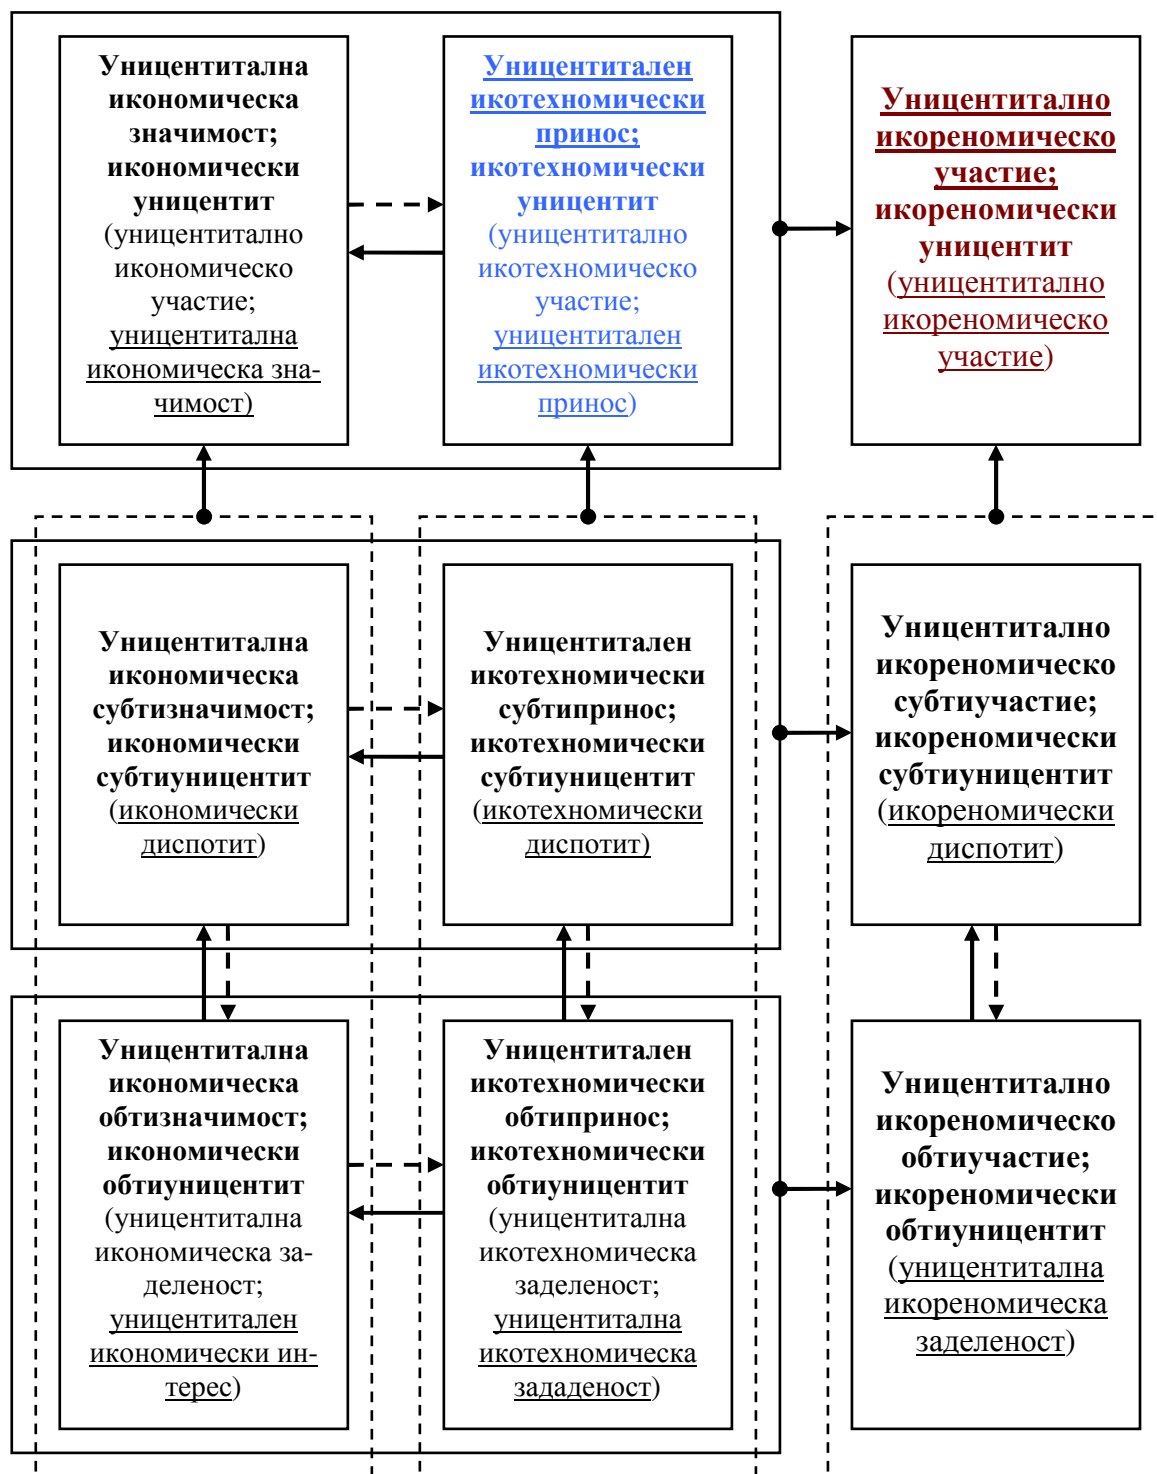 Уницентитална
икономическа
значимост;
икономически
уницентит
(уницентитално
икономическо
участие;
уницентитална
икономическа зна-
чимост)
Уницентитален
икотехномически
принос;
икотехномически
уницентит
(уницентитално
икотехномическо
участие;
уницентитален
икотехномически
принос)
Уницентитално
икореномическо
участие;
икореномически
уницентит
(уницентитално
икореномическо
участие)
Уницентитална
икономическа
субтизначимост;
икономически
субтиуницентит
(икономически
диспотит)
Уницентитален
икотехномически
субтипринос;
икотехномически
субтиуницентит
(икотехномически
диспотит)
Уницентитално
икореномическо
субтиучастие;
икореномически
субтиуницентит
(икореномически
диспотит)
Уницентитална
икономическа
обтизначимост;
икономически
обтиуницентит
(уницентитална
икономическа за-
деленост;
уницентитален
икономически ин-
терес)
Уницентитален
икотехномически
обтипринос;
икотехномически
обтиуницентит
(уницентитална
икотехномическа
заделеност;
уницентитална
икотехномическа
зададеност)
Уницентитално
икореномическо
обтиучастие;
икореномически
обтиуницентит
(уницентитална
икореномическа
заделеност)